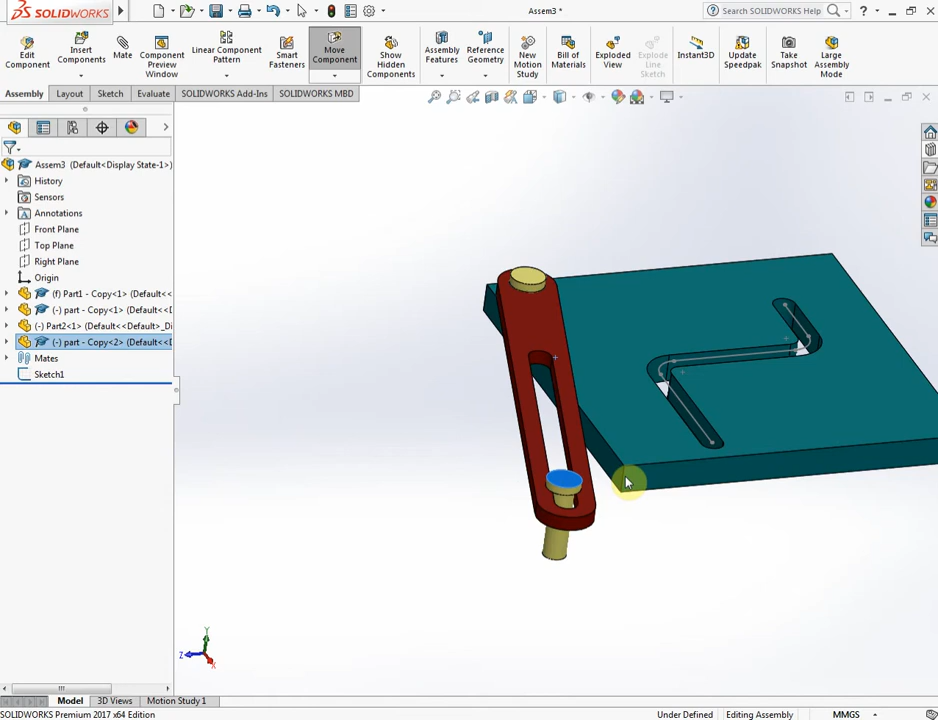 SOLIDWORKS
Assem3 *
Search SOLIDWORKS Help
Edit Component
Insert Components
Mate
Component Preview Window
Linear Component Pattern
Smart Fasteners
Move Component
Show Hidden Components
Assembly Features
Reference Geometry
New Motion Study
Bill of Materials
Exploded View
Explode Line Sketch
Instant3D
Update Speedpak
Take Snapshot
Large Assembly Mode
Assembly Layout Sketch Evaluate SOLIDWORKS Add-Ins SOLIDWORKS MBD
Assem3 (Default<Display State-1>)
History
Sensors
Annotations
Front Plane
Top Plane
Right Plane
Origin
(f) Part1 - Copy<1> (Default<
(-) part - Copy<1> (Default<<D
(-) Part2<1> (Default<<Default>_Di
(-) part - Copy<2> (Default<<D
Mates
Sketch1
Y
Z
X
Model 3D Views Motion Study 1
SOLIDWORKS Premium 2017 x64 Edition
Under Defined
Editing Assembly
MMGS